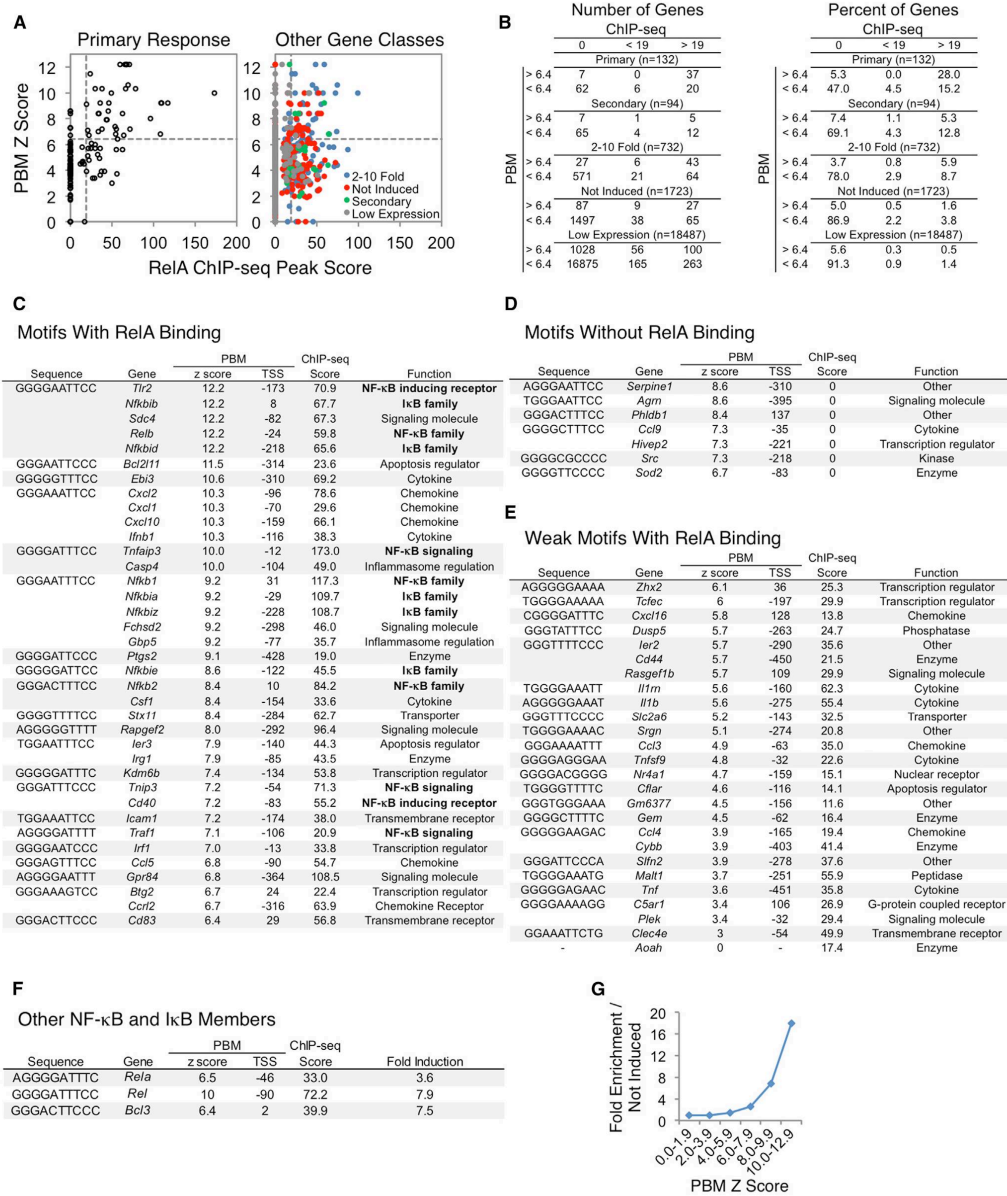 A
Primary Response
Other Gene Classes
PBM Z Score
12
10
8
6
4
2
0
0 50 100 150 200
12
10
8
6
4
2
0
0 50 100 150 200
2-10 Fold
Not Induced
Secondary
Low Expression
RelA ChIP-seq Peak Score
B
Number of Genes
ChIP-seq
0 < 19 > 19
Primary (n=132)
> 6.4 7 0 37
< 6.4 62 6 20
Secondary (n=94)
> 6.4 7 1 5
< 6.4 65 4 12
2-10 Fold (n=732)
> 6.4 27 6 43
< 6.4 571 21 64
Not Induced (n=1723)
> 6.4 87 9 27
< 6.4 1497 38 65
Low Expression (n=18487)
> 6.4 1028 56 100
< 6.4 16875 165 263
PBM
Percent of Genes
ChIP-seq
0 < 19 > 19
Primary (n=132)
> 6.4 5.3 0.0 28.0
< 6.4 47.0 4.5 15.2
Secondary (n=94)
> 6.4 7.4 1.1 5.3
< 6.4 69.1 4.3 12.8
2-10 Fold (n=732)
> 6.4 3.7 0.8 5.9
< 6.4 78.0 2.9 8.7
Not Induced (n=1723)
> 6.4 5.0 0.5 1.6
< 6.4 86.9 2.2 3.8
Low Expression (n=18487)
> 6.4 5.6 0.3 0.5
< 6.4 91.3 0.9 1.4
PBM
C
Motifs With RelA Binding
PBM ChIP-seq
Sequence Gene z score TSS Score Function
GGGGAATTCC Tlr2 12.2 -173 70.9 NF-κB inducing receptor
Nfkbib 12.2 8 67.7 IκB family
Sdc4 12.2 -82 67.3 Signaling molecule
Relb 12.2 -24 59.8 NF-κB family
Nfkbid 12.2 -218 65.6 IκB family
GGGAATTCCC Bcl2l11 11.5 -314 23.6 Apoptosis regulator
GGGGGTTTCC Ebi3 10.6 -310 69.2 Cytokine
GGGAAATTCC Cxcl2 10.3 -96 78.6 Chemokine
Cxcl1 10.3 -70 29.6 Chemokine
Cxcl10 10.3 -159 66.1 Chemokine
Ifnb1 10.3 -116 38.3 Cytokine
GGGGATTTCC Tnfaip3 10.0 -12 173.0 NF-κB signaling
Casp4 10.0 -104 49.0 Inflammasome regulation
GGGAATTTCC Nfkb1 9.2 31 117.3 NF-κB family
Nfkbia 9.2 -29 109.7 IκB family
Nfkbiz 9.2 -228 108.7 IκB family
Fchsd2 9.2 -298 46.0 Signaling molecule
Gbp5 9.2 -77 35.7 Inflammasome regulation
GGGGATTCCC Ptgs2 9.1 -428 19.0 Enzyme
GGGGGATTCC Nfkbie 8.6 -122 45.5 IκB family
GGGACTTTCC Nfkb2 8.4 10 84.2 NF-κB family
Csf1 8.4 -154 33.6 Cytokine
GGGGTTTTCC Stx11 8.4 -284 62.7 Transporter
AGGGGGTTTT Rapgef2 8.0 -292 96.4 Signaling molecule
TGGAATTTCC Ier3 7.9 -140 44.3 Apoptosis regulator
Irg1 7.9 -85 43.5 Enzyme
GGGGGATTTC Kdm6b 7.4 -134 53.8 Transcription regulator
GGGATTTCCC Tnip3 7.2 -54 71.3 NF-κB signaling
Cd40 7.2 -83 55.2 NF-κB inducing receptor
TGGAAATTCC Icam1 7.2 -174 38.0 Transmembrane receptor
AGGGGATTTT Traf1 7.1 -106 20.9 NF-κB signaling
GGGGAATCCC Irf1 7.0 -13 33.8 Transcription regulator
GGGAGTTTCC Ccl5 6.8 -90 54.7 Chemokine
AGGGGAATTT Gpr84 6.8 -364 108.5 Signaling molecule
GGGAAAGTCC Btg2 6.7 24 22.4 Transcription regulator
Ccrl2 6.7 -316 63.9 Chemokine Receptor
GGGACTTCCC Cd83 6.4 29 56.8 Transmembrane receptor
D
Motifs Without RelA Binding
PBM ChIP-seq
Sequence Gene z score TSS Score Function
AGGGAATTCC Serpine1 8.6 -310 0 Other
TGGGAATTCC Agrn 8.6 -395 0 Signaling molecule
GGGACTTTCC Phldb1 8.4 137 0 Other
GGGGCTTTCC Ccl9 7.3 -35 0 Cytokine
Hivep2 7.3 -221 0 Transcription regulator
GGGGCGCCCC Src 7.3 -218 0 Kinase
GGGGTTCCCC Sod2 6.7 -83 0 Enzyme
E
Weak Motifs With RelA Binding
PBM ChIP-seq
Sequence Gene z score TSS Score Function
AGGGGGAAAA Zhx2 6.1 36 25.3 Transcription regulator
TGGGGAAAAA Tcfec 6 -197 29.9 Transcription regulator
CGGGGATTTC Cxcl16 5.8 128 13.8 Chemokine
GGGTATTTCC Dusp5 5.7 -263 24.7 Phosphatase
GGGTTTTCCC Ier2 5.7 -290 35.6 Other
Cd44 5.7 -450 21.5 Enzyme
Rasgef1b 5.7 109 29.9 Signaling molecule
TGGGGAAATT Il1rn 5.6 -160 62.3 Cytokine
AGGGGGAAAT Il1b 5.6 -275 55.4 Cytokine
GGGTTTCCCC Slc2a6 5.2 -143 32.5 Transporter
TGGGGAAAAC Srgn 5.1 -274 20.8 Other
GGGAAAATTT Ccl3 4.9 -63 35.0 Chemokine
GGGGAGGGAA Tnfsf9 4.8 -32 22.6 Cytokine
GGGGACGGGG Nr4a1 4.7 -159 15.1 Nuclear receptor
TGGGGTTTTC Cflar 4.6 -116 14.1 Apoptosis regulator
GGGTGGGAAA Gm6377 4.5 -156 11.6 Other
GGGGCTTTTC Gem 4.5 -62 16.4 Enzyme
GGGGGAAGAC Ccl4 3.9 -165 19.4 Chemokine
Cybb 3.9 -403 41.4 Enzyme
GGGATTCCCA Slfn2 3.9 -278 37.6 Other
TGGGGAAATG Malt1 3.7 -251 55.9 Peptidase
GGGGGAGAAC Tnf 3.6 -451 35.8 Cytokine
GGGGAAAAGG C5ar1 3.4 106 26.9 G-protein coupled receptor
Plek 3.4 -32 29.4 Signaling molecule
GGAAATTCTG Clec4e 3 -54 49.9 Transmembrane receptor
- Aoah 0 - 17.4 Enzyme
F
Other NF-κB and IκB Members
PBM ChIP-seq
Sequence Gene z score TSS Score Fold Induction
AGGGGATTTC Rela 6.5 -46 33.0 3.6
GGGGATTTCC Rel 10 -90 72.2 7.9
GGGACTTCCC Bcl3 6.4 2 39.9 7.5
G
Fold Enrichment /
Not Induced
20
16
12
8
4
0
0.0-1.9 2.0-3.9 4.0-5.9 6.0-7.9 8.0-9.9 10.0-12.9
PBM Z Score